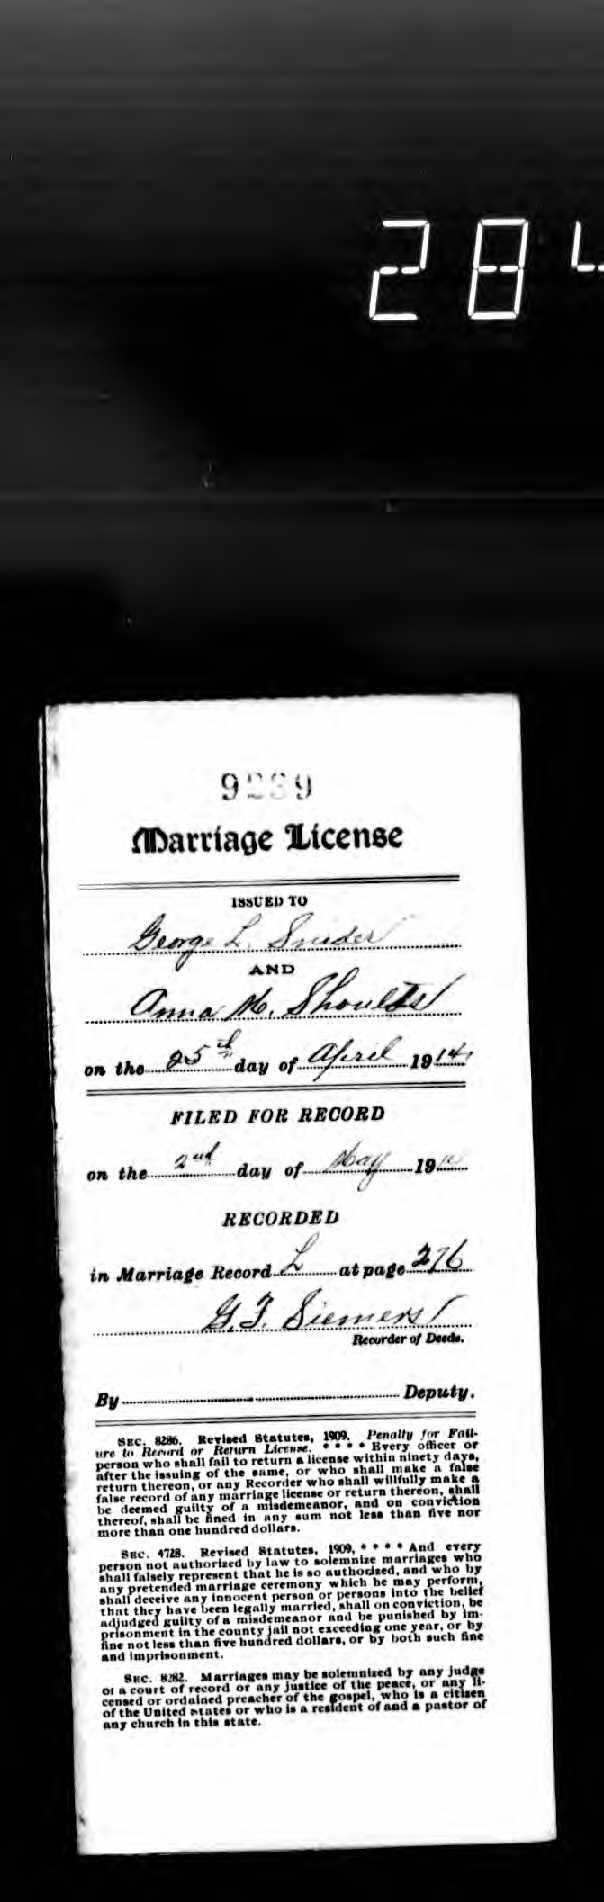 28
9239
Marriage License
ISSUED TO
George L. Snider
AND
Anna M. Shoults
on the 25th day of April 1914
FILED FOR RECORD
on the 2nd day of May 19
RECORDED
in Marriage Record L at page 276
G. F. Siemers
Recorder of Deeds.
By Deputy.
SEC. 8286. Revised Statutes, 1909. Penalty for Fail-
ure to Record or Return License. * * * * Every officer or
person who shall fail to return a license within ninety days,
after the issuing of the same, or who shall make a false
return thereon, or any Recorder who shall willfully make a
false record of any marriage license or return thereon, shall
be deemed guilty of a misdemeanor, and on conviction
thereof, shall be fined in any sum not less than five nor
more than one hundred dollars.
SEC. 4728. Revised Statutes, 1909, * * * * And every
person not authorized by law to solemnize marriages who
shall falsely represent that he is so authorized, and who by
any pretended marriage ceremony which he may perform,
shall deceive any innocent person or persons into the belief
that they have been legally married, shall on conviction, be
adjudged guilty of a misdemeanor and be punished by im-
prisonment in the county jail not exceeding one year, or by
fine not less than five hundred dollars, or by both such fine
and imprisonment.
SEC. 8282. Marriages may be solemnized by any judge
of a court of record or any justice of the peace, or any li-
censed or ordained preacher of the gospel, who is a citizen
of the United States or who is a resident of and a pastor of
any church in this state.